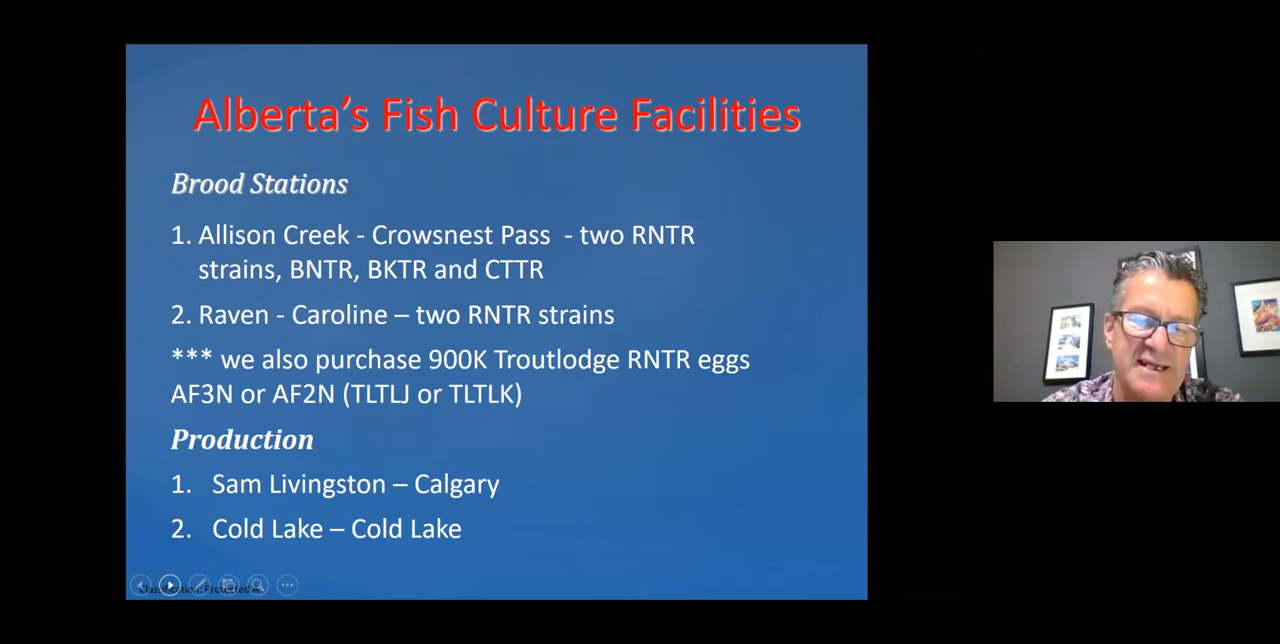 Alberta’s Fish Culture Facilities
Brood Stations
1. Allison Creek - Crowsnest Pass - two RNTR
strains, BNTR, BKTR and CTTR
2. Raven - Caroline – two RNTR strains
*** we also purchase 900K Troutlodge RNTR eggs
AF3N or AF2N (TLTLJ or TLTLK)
Production
1. Sam Livingston – Calgary
2. Cold Lake – Cold Lake
Classification: Protected A